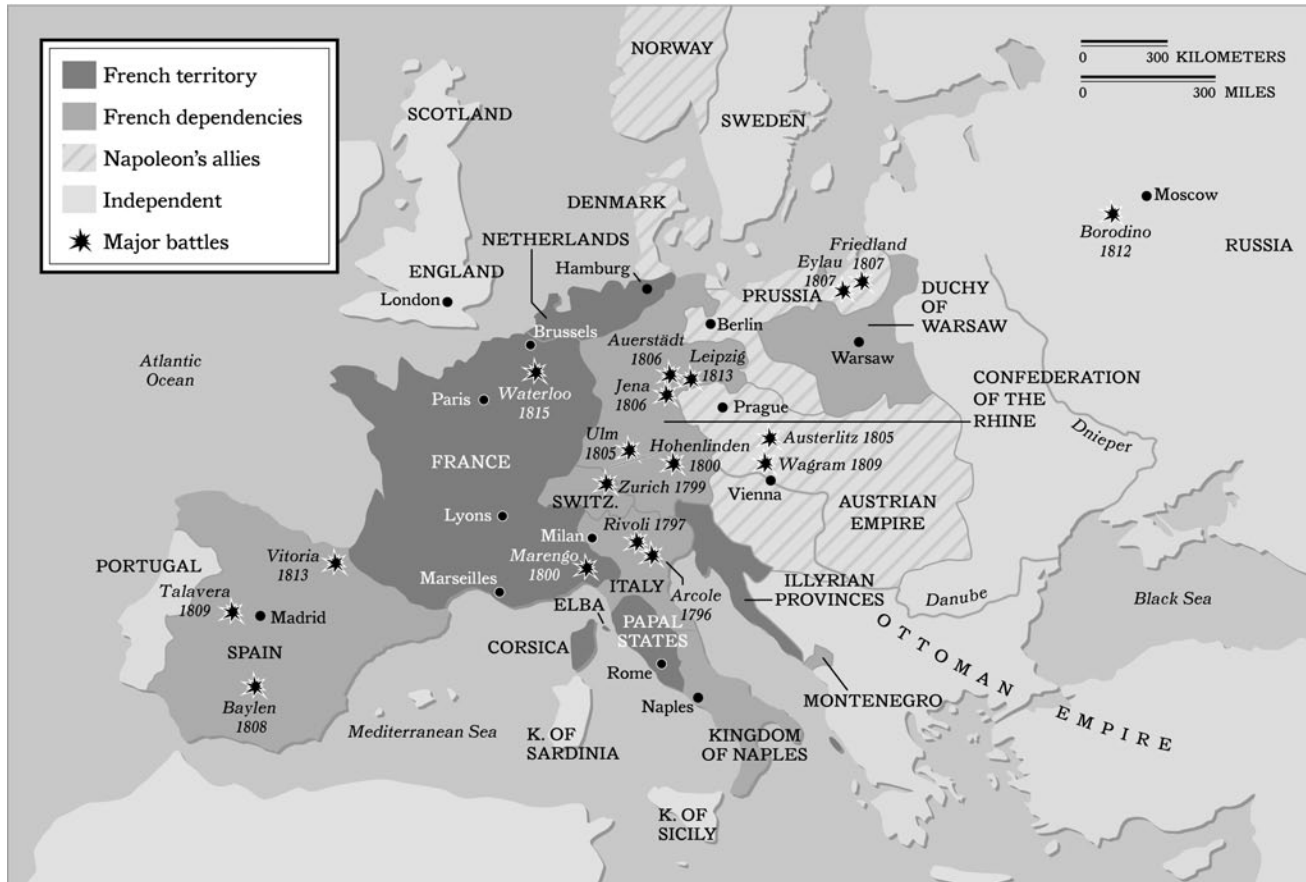 French territory
French dependencies
Napoleon's allies
Independent
Major battles
0 300 KILOMETERS
0 300 MILES
NORWAY
SWEDEN
SCOTLAND
DENMARK
NETHERLANDS
Hamburg
ENGLAND
London
Moscow
Borodino
1812
RUSSIA
Friedland
1807
Eylau
1807
PRUSSIA
DUCHY
OF
WARSAW
Berlin
Warsaw
Brussels
Atlantic
Ocean
Auerstädt
1806
Leipzig
1813
Jena
1806
Waterloo
1815
Paris
Prague
CONFEDERATION
OF THE
RHINE
Dnieper
Ulm
1805
Hohenlinden
1800
Austerlitz 1805
Wagram 1809
Vienna
FRANCE
Zurich 1799
SWITZ.
AUSTRIAN
EMPIRE
Lyons
Milan
Rivoli 1797
Marengo
1800
Marseilles
ITALY
Arcole
1796
ILLYRIAN
PROVINCES
Danube
Black Sea
PORTUGAL
Vitoria
1813
Talavera
1809
Madrid
SPAIN
Baylen
1808
ELBA
PAPAL
STATES
CORSICA
Rome
Naples
MONTENEGRO
OTTOMAN EMPIRE
Mediterranean Sea
K. OF
SARDINIA
KINGDOM
OF NAPLES
K. OF
SICILY